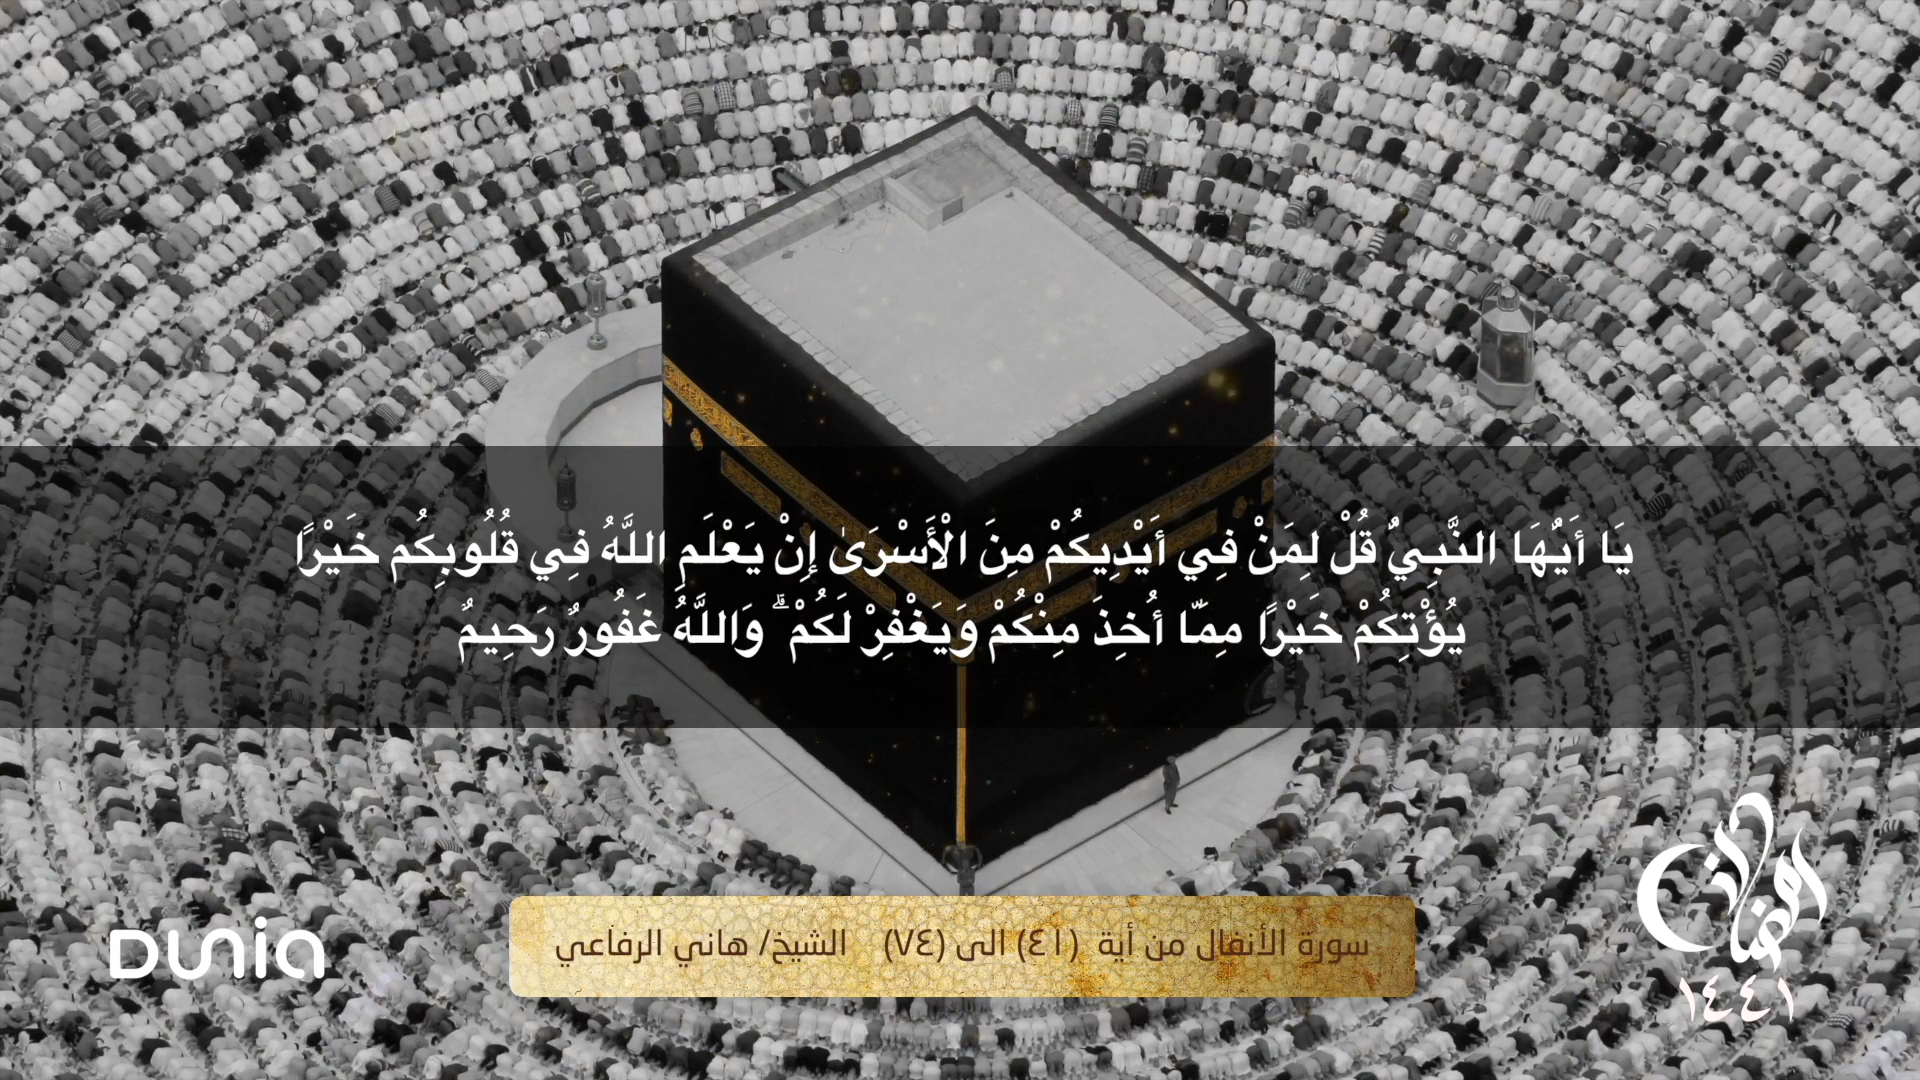 يَا أَيُّهَا النَّبِيُّ قُلْ لِمَنْ فِي أَيْدِيكُمْ مِنَ الْأَسْرَىٰ إِنْ يَعْلَمِ اللَّهُ فِي قُلُوبِكُم خَيْرًا
يُؤْتِكُمْ خَيْرًا مِمَّا أُخِذَ مِنْكُمْ وَيَغْفِرْ لَكُمْ ۗ وَاللَّهُ غَفُورٌ رَحِيمٌ
سورة الأنفال من أية (٤١) الى (٧٤) الشيخ/ هاني الرفاعي
DUNIA
رمضان
١٤٤١